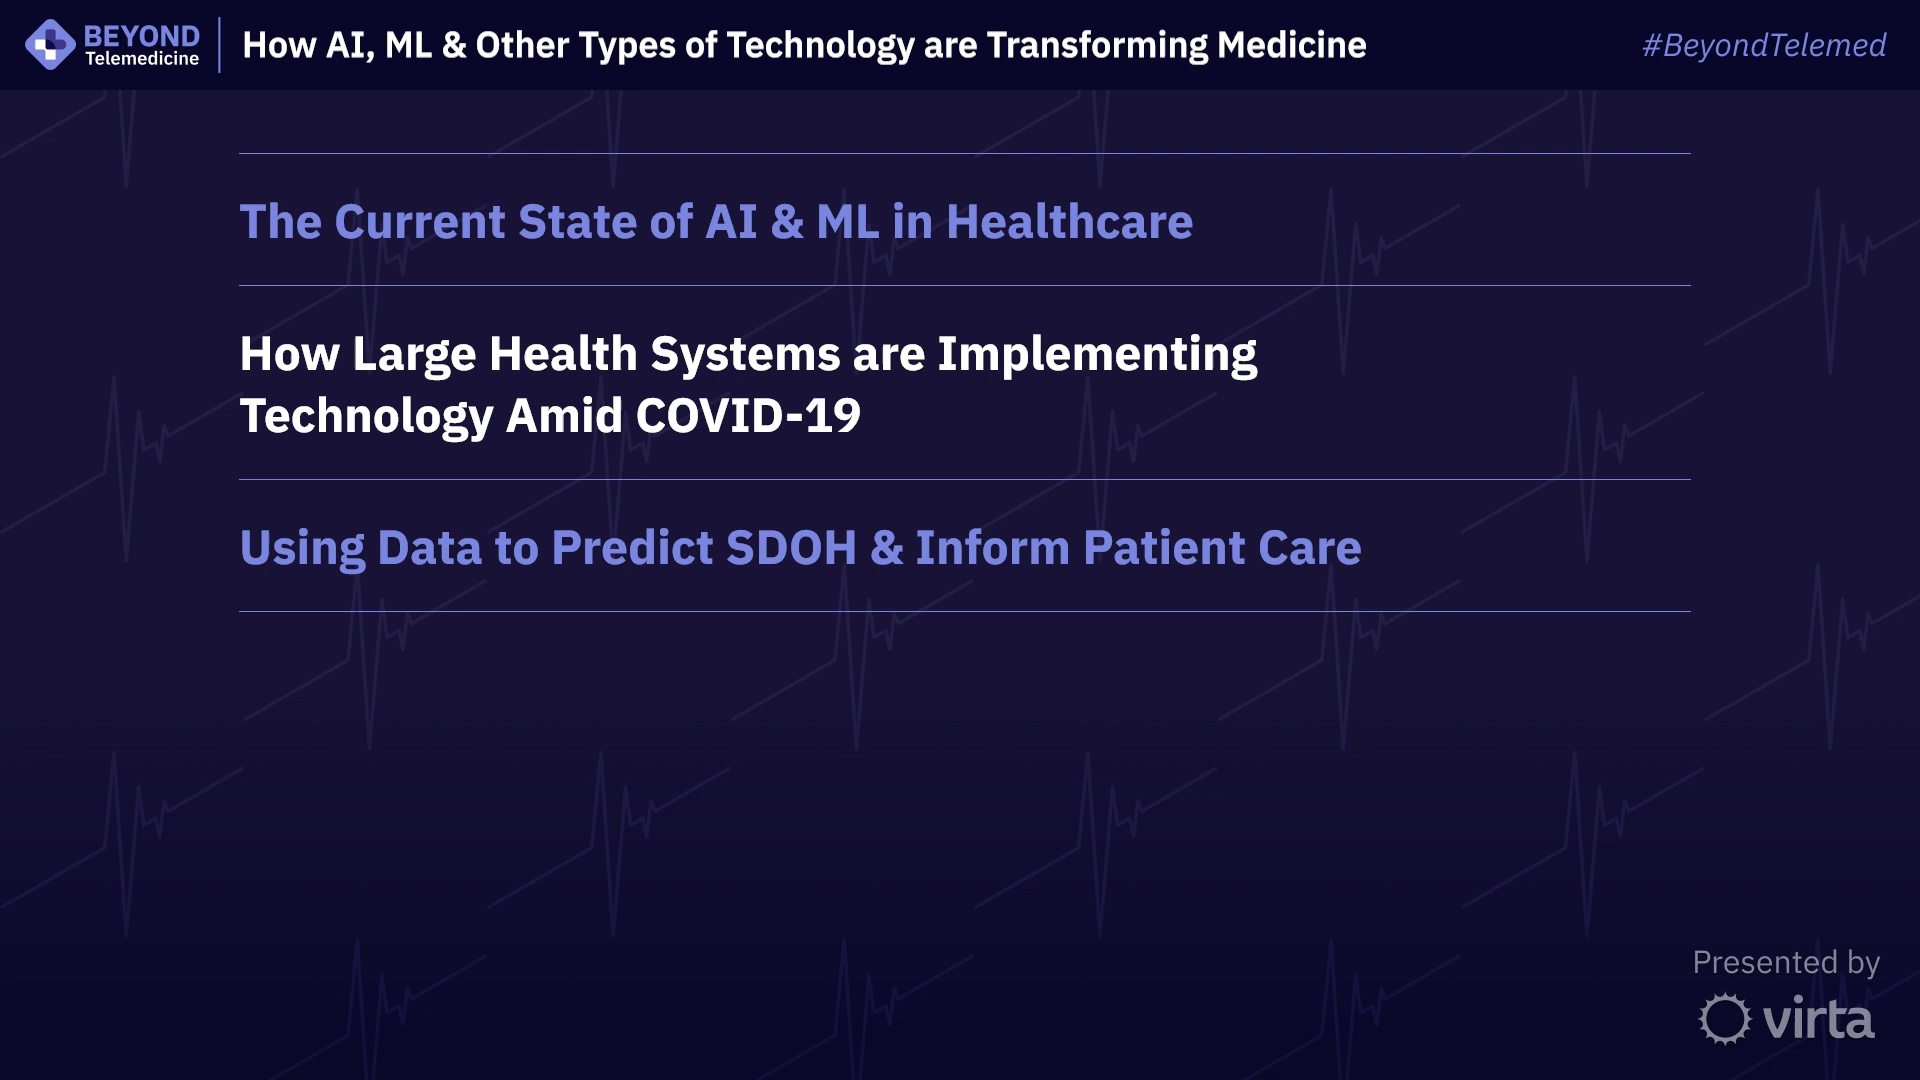 BEYOND
Telemedicine
How AI, ML & Other Types of Technology are Transforming Medicine
#BeyondTelemed
The Current State of AI & ML in Healthcare
How Large Health Systems are Implementing
Technology Amid COVID-19
Using Data to Predict SDOH & Inform Patient Care
Presented by
virta